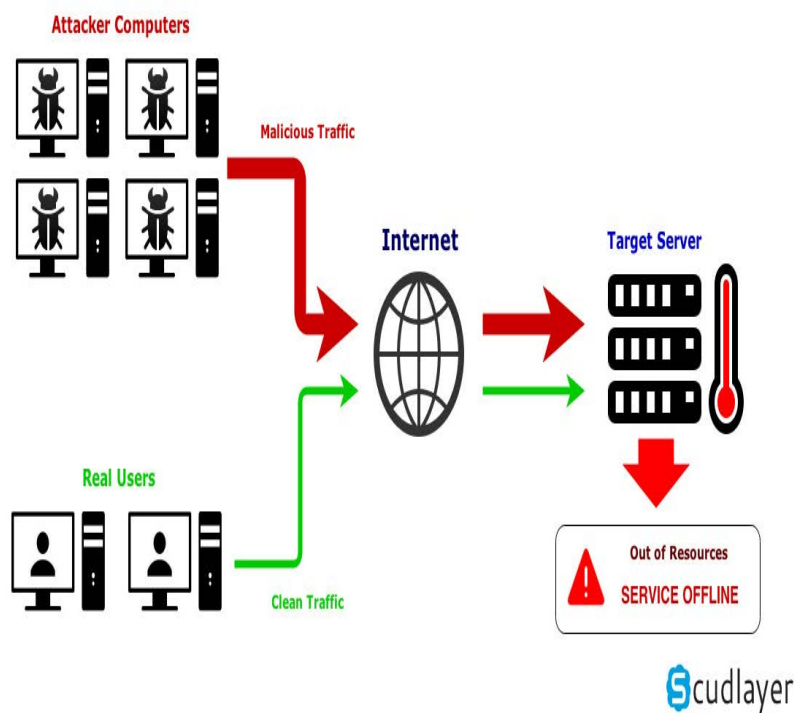 Attacker Computers
Malicious Traffic
Internet
Target Server
Real Users
Clean Traffic
Out of Resources
SERVICE OFFLINE
Scudlayer